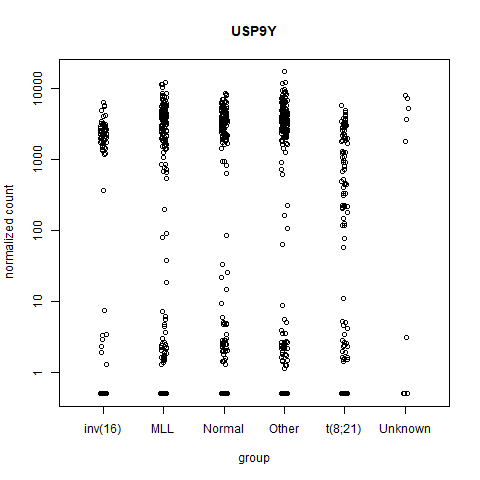 USP9Y
normalized count
10000
1000
100
10
1
inv(16) MLL Normal Other t(8;21) Unknown
group